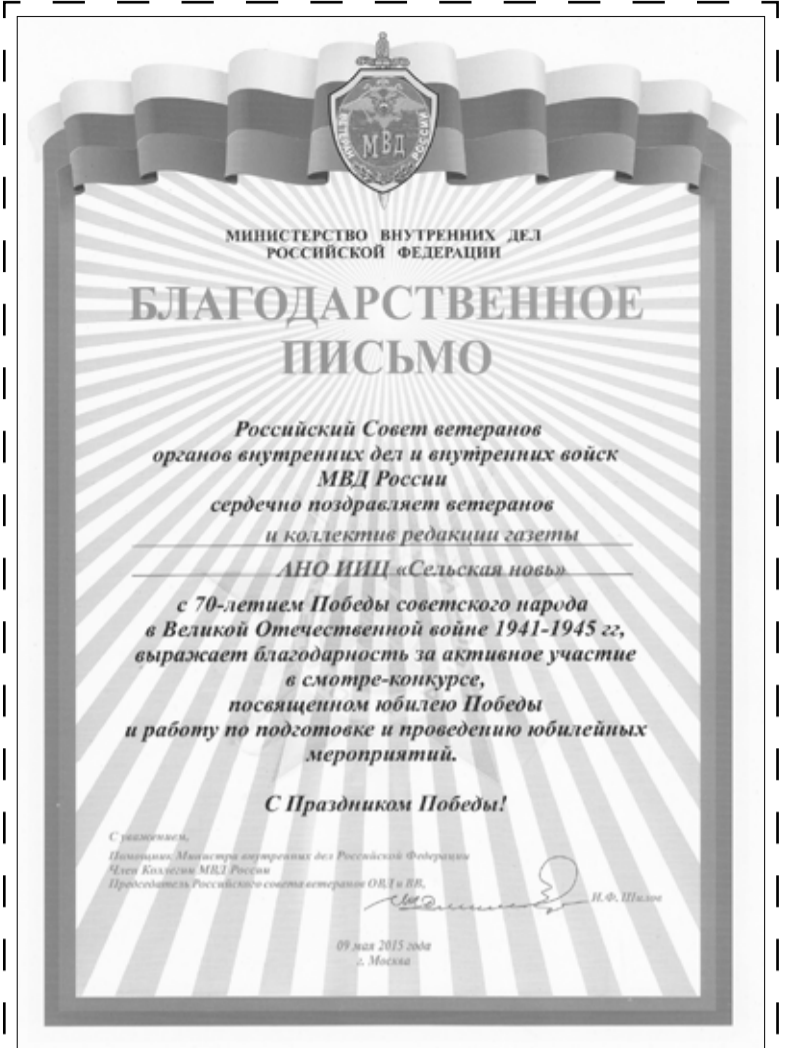 ВЕТЕРАН
МВД
РОССИИ
МИНИСТЕРСТВО ВНУТРЕННИХ ДЕЛ
РОССИЙСКОЙ ФЕДЕРАЦИИ
БЛАГОДАРСТВЕННОЕ
ПИСЬМО
Российский Совет ветеранов
органов внутренних дел и внутренних войск
МВД России
сердечно поздравляет ветеранов
и коллектив редакции газеты
АНО ИИЦ «Сельская новь»
с 70-летием Победы советского народа
в Великой Отечественной войне 1941-1945 гг,
выражает благодарность за активное участие
в смотре-конкурсе,
посвященном юбилею Победы
и работу по подготовке и проведению юбилейных
мероприятий.
С Праздником Победы!
С уважением,
Помощник Министра внутренних дел Российской Федерации
Член Коллегии МВД России
Председатель Российского совета ветеранов ОВД и ВВ,
И.Ф. Шилов
09 мая 2015 года
г. Москва